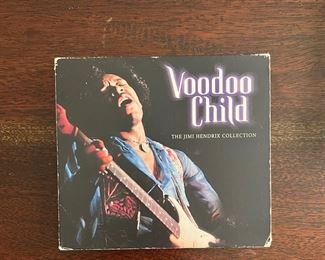 Voodoo
Child
THE JIMI HENDRIX COLLECTION